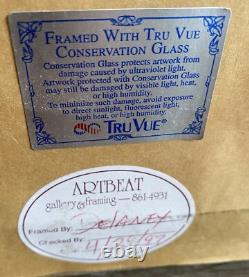 FRAMED WITH TRU VUE
CONSERVATION GLASS
Conservation Glass protects artwork from
damage caused by ultraviolet light.
Artwork protected with Conservation Glass
may still be damaged by visible light, heat,
or high humidity.
To minimize such damage, avoid exposure
to direct sunlight, fluorescent light,
high heat, or high humidity.
TRU VUE
ARTBEAT
gallery & framing — 861-4931
Framed By: Delaney
Checked By: